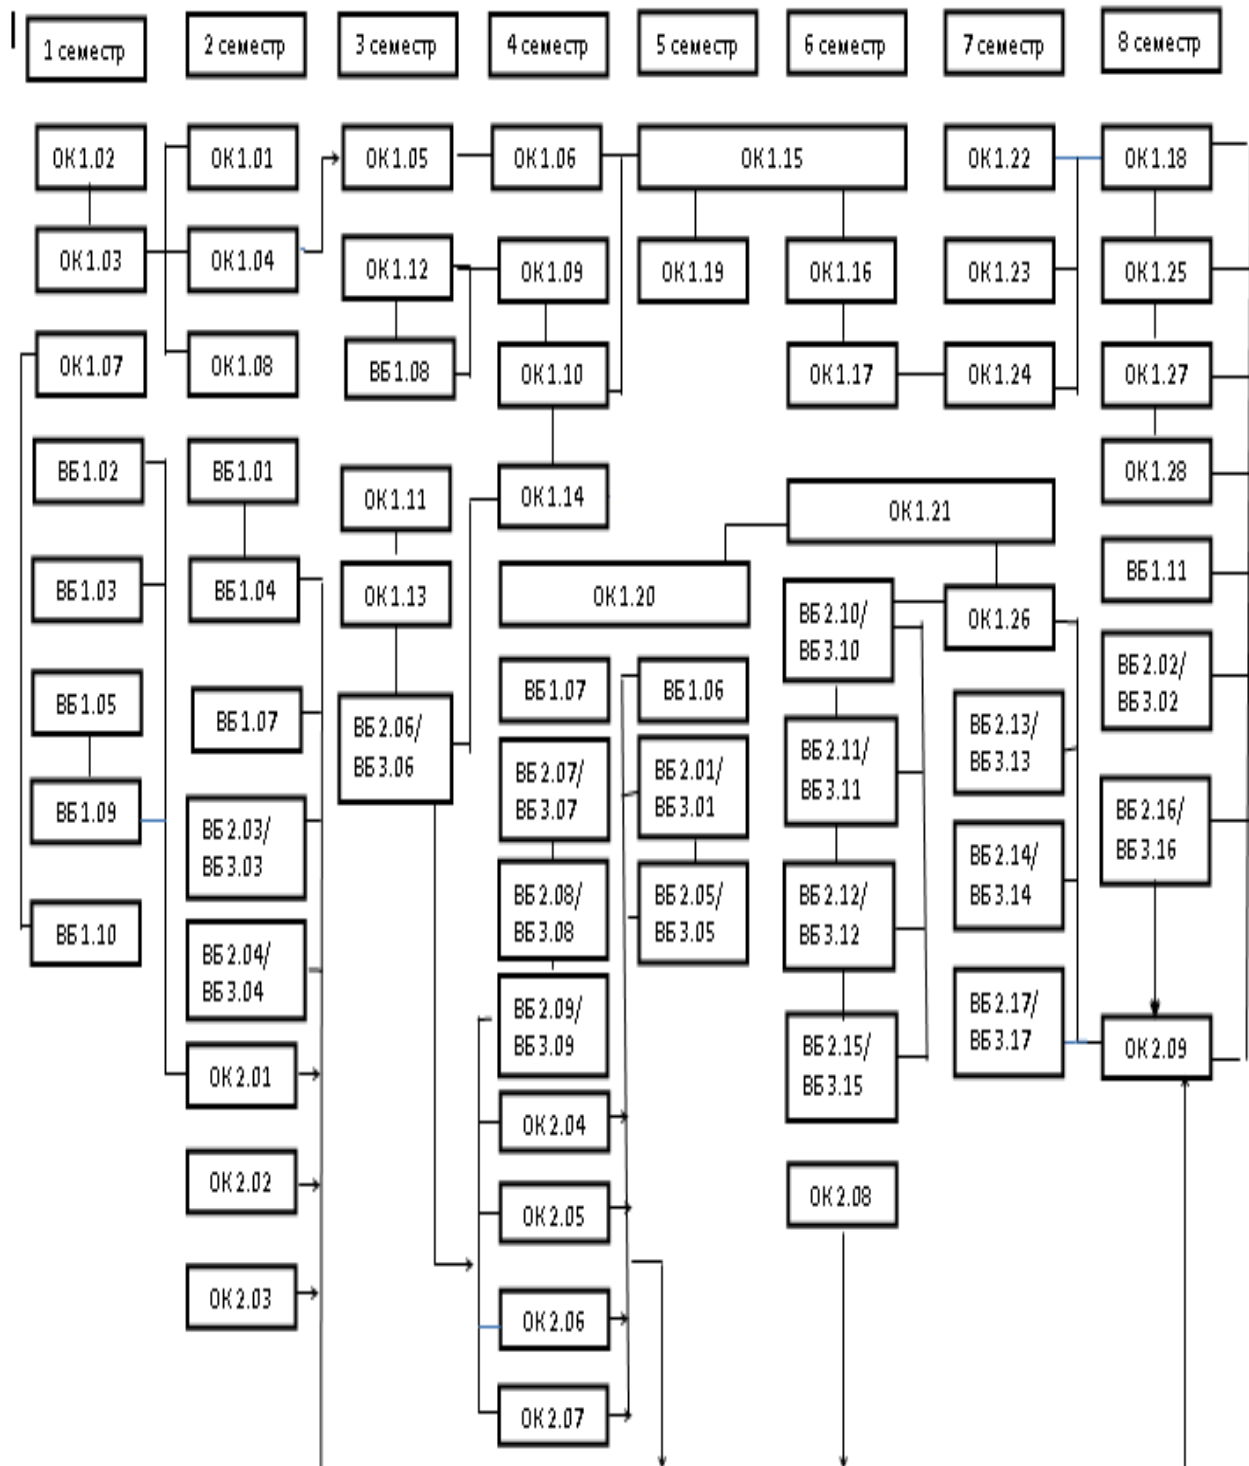 1 семестр
2 семестр
3 семестр
4 семестр
5 семестр
6 семестр
7 семестр
8 семестр
ОК 1.02
ОК 1.03
ОК 1.07
ВБ 1.02
ВБ 1.03
ВБ 1.05
ВБ 1.09
ВБ 1.10
ОК 1.01
ОК 1.04
ОК 1.08
ВБ 1.01
ВБ 1.04
ВБ 1.07
ВБ 2.03/
ВБ 3.03
ВБ 2.04/
ВБ 3.04
ОК 2.01
ОК 2.02
ОК 2.03
ОК 1.05
ОК 1.12
ВБ 1.08
ОК 1.11
ОК 1.13
ВБ 2.06/
ВБ 3.06
ОК 1.06
ОК 1.09
ОК 1.10
ОК 1.14
ОК 1.20
ВБ 1.07
ВБ 2.07/
ВБ 3.07
ВБ 2.08/
ВБ 3.08
ВБ 2.09/
ВБ 3.09
ОК 2.04
ОК 2.05
ОК 2.06
ОК 2.07
ОК 1.15
ОК 1.19
ВБ 1.06
ВБ 2.01/
ВБ 3.01
ВБ 2.05/
ВБ 3.05
ОК 1.16
ОК 1.17
ОК 1.21
ВБ 2.10/
ВБ 3.10
ВБ 2.11/
ВБ 3.11
ВБ 2.12/
ВБ 3.12
ВБ 2.15/
ВБ 3.15
ОК 2.08
ОК 1.22
ОК 1.23
ОК 1.24
ОК 1.26
ВБ 2.13/
ВБ 3.13
ВБ 2.14/
ВБ 3.14
ВБ 2.17/
ВБ 3.17
ОК 1.18
ОК 1.25
ОК 1.27
ОК 1.28
ВБ 1.11
ВБ 2.02/
ВБ 3.02
ВБ 2.16/
ВБ 3.16
ОК 2.09